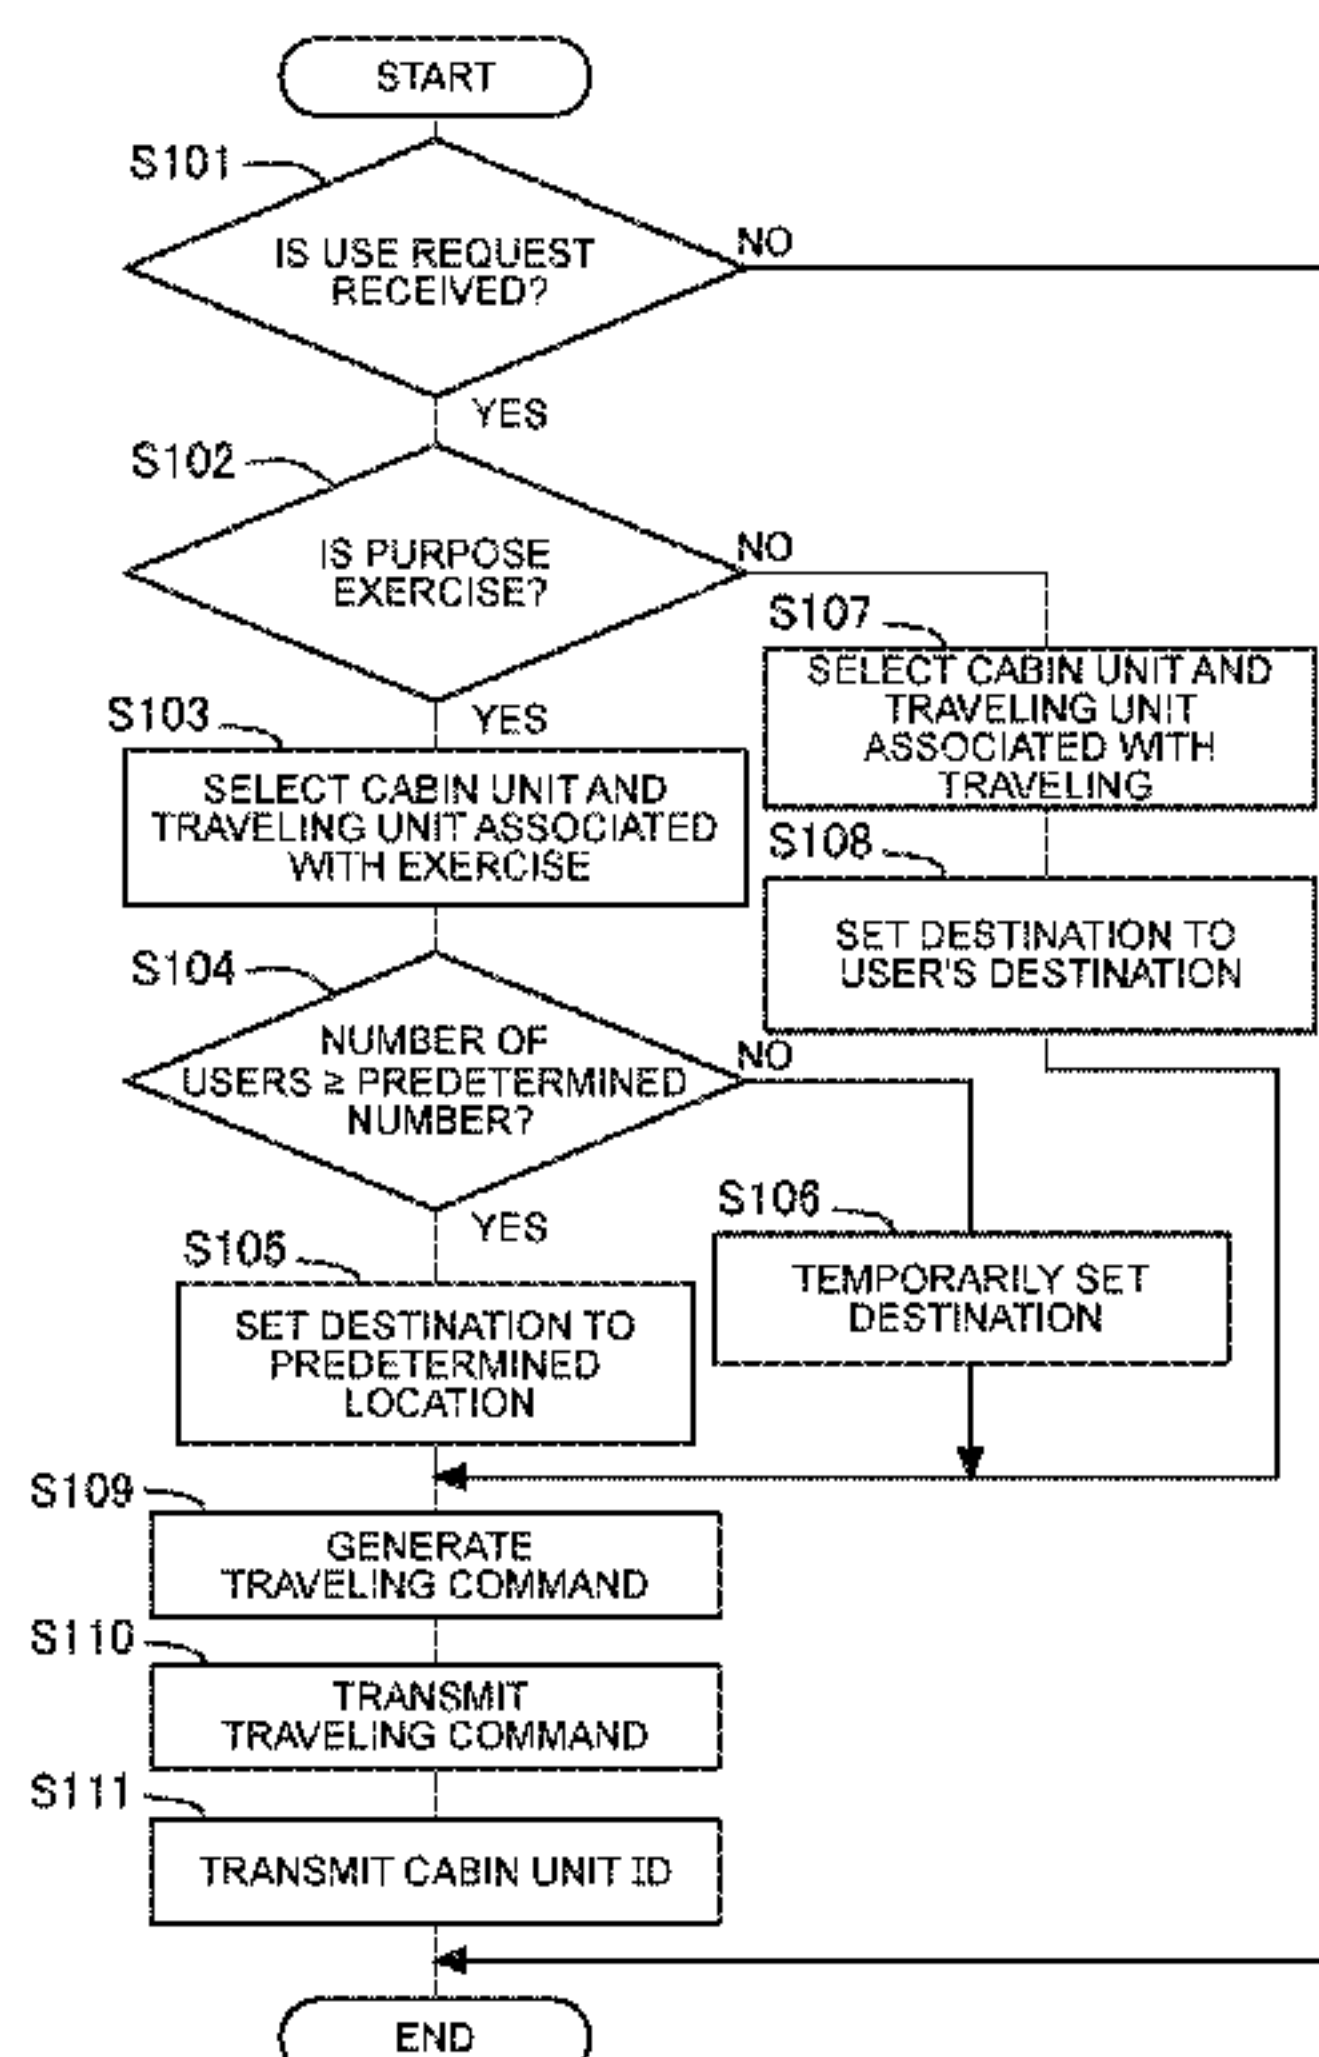 START
S101
IS USE REQUEST
RECEIVED?
NO
YES
S102
IS PURPOSE
EXERCISE?
NO
YES
S107
SELECT CABIN UNIT AND
TRAVELING UNIT
ASSOCIATED WITH
TRAVELING
S103
SELECT CABIN UNIT AND
TRAVELING UNIT ASSOCIATED
WITH EXERCISE
S108
SET DESTINATION TO
USER'S DESTINATION
S104
NUMBER OF
USERS ≥ PREDETERMINED
NUMBER?
NO
YES
S106
TEMPORARILY SET
DESTINATION
S105
SET DESTINATION TO
PREDETERMINED
LOCATION
S109
GENERATE
TRAVELING COMMAND
S110
TRANSMIT
TRAVELING COMMAND
S111
TRANSMIT CABIN UNIT ID
END